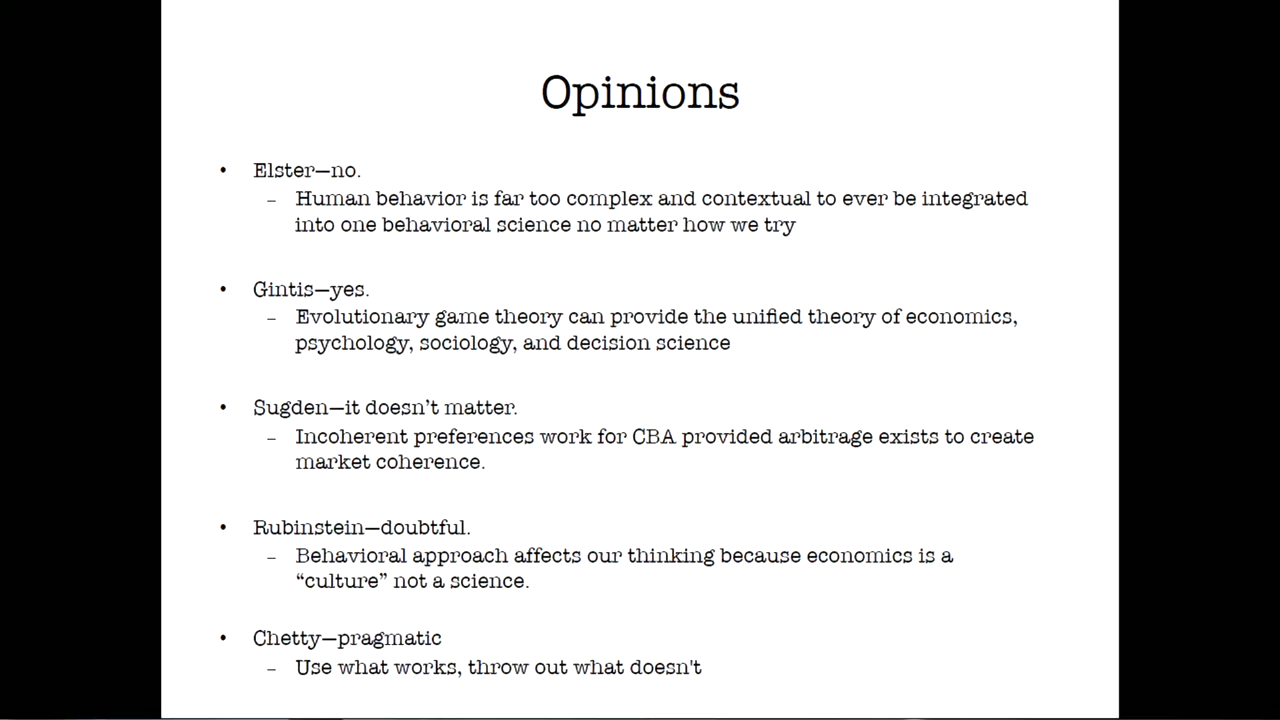 Opinions
• Elster—no.
– Human behavior is far too complex and contextual to ever be integrated
into one behavioral science no matter how we try
• Gintis—yes.
– Evolutionary game theory can provide the unified theory of economics,
psychology, sociology, and decision science
• Sugden—it doesn’t matter.
– Incoherent preferences work for CBA provided arbitrage exists to create
market coherence.
• Rubinstein—doubtful.
– Behavioral approach affects our thinking because economics is a
“culture” not a science.
• Chetty—pragmatic
– Use what works, throw out what doesn't